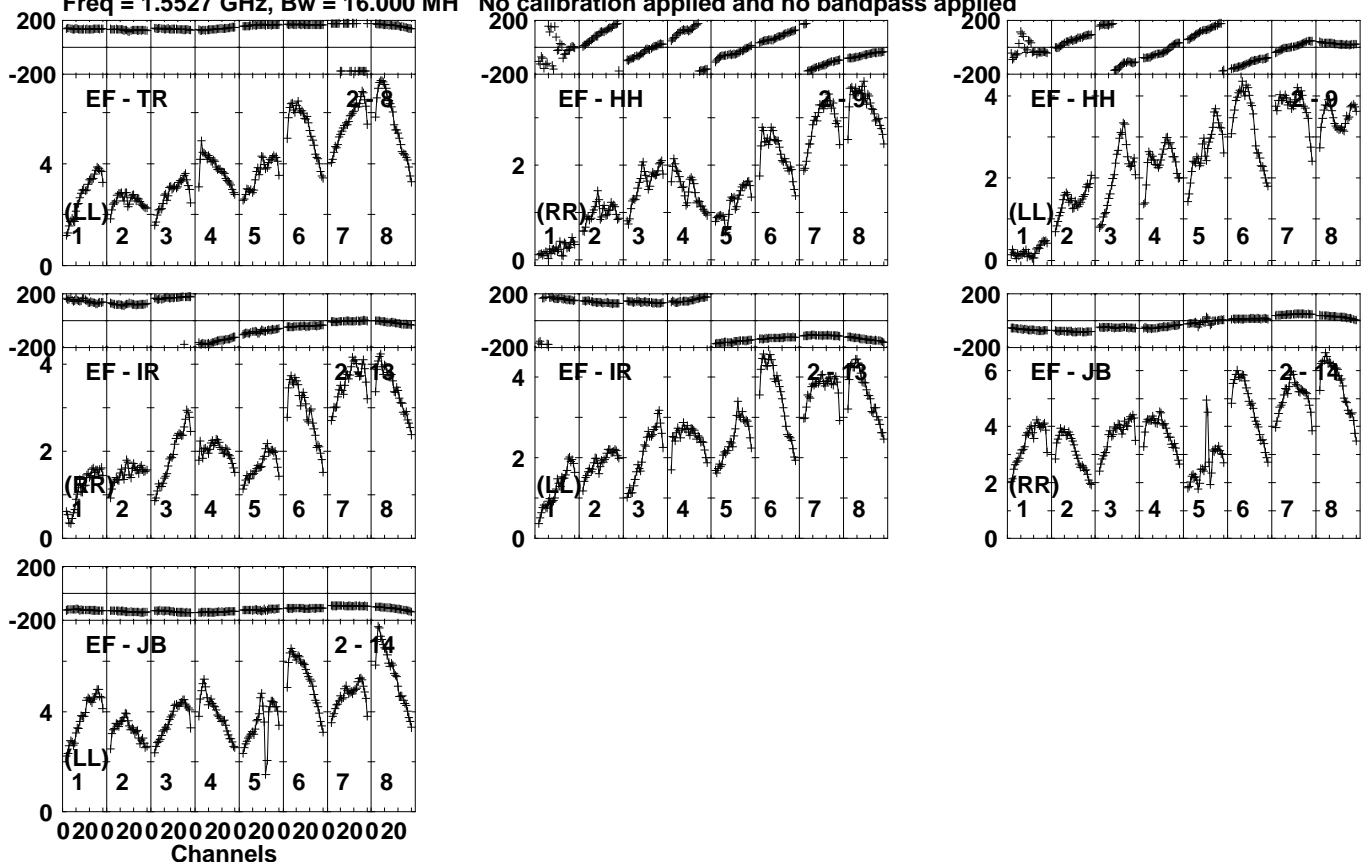 Freq = 1.5527 GHz, Bw = 16.000 MH No calibration applied and no bandpass applied
200
-200
EF - TR 2 - 8
4
(LL)
1 2 3 4 5 6 7 8
0
200
-200
EF - HH 2 - 9
2
(RR)
1 2 3 4 5 6 7 8
0
200
-200
4
EF - HH 2 - 9
2
(LL)
1 2 3 4 5 6 7 8
0
200
-200
4
EF - IR 2 - 13
2
(RR)
1 2 3 4 5 6 7 8
0
200
-200
EF - IR 2 - 13
4
2
(LL)
1 2 3 4 5 6 7 8
0
200
-200
6
EF - JB 2 - 14
4
2
(RR)
1 2 3 4 5 6 7 8
0
200
-200
EF - JB 2 - 14
4
(LL)
1 2 3 4 5 6 7 8
0
0 20 0 20 0 20 0 20 0 20 0 20 0 20 0 20
Channels